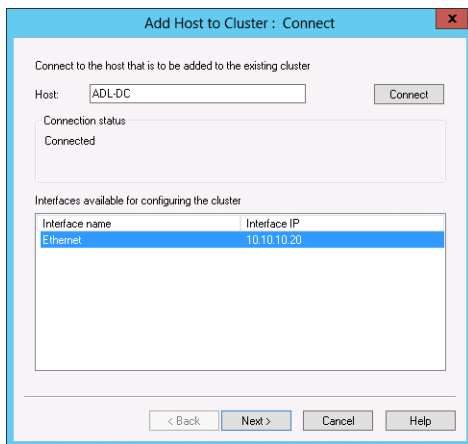 Add Host to Cluster : Connect
x
Connect to the host that is to be added to the existing cluster
Host: ADL-DC Connect
Connection status
Connected
Interfaces available for configuring the cluster
Interface name Interface IP
Ethernet 10.10.10.20
< Back Next > Cancel Help